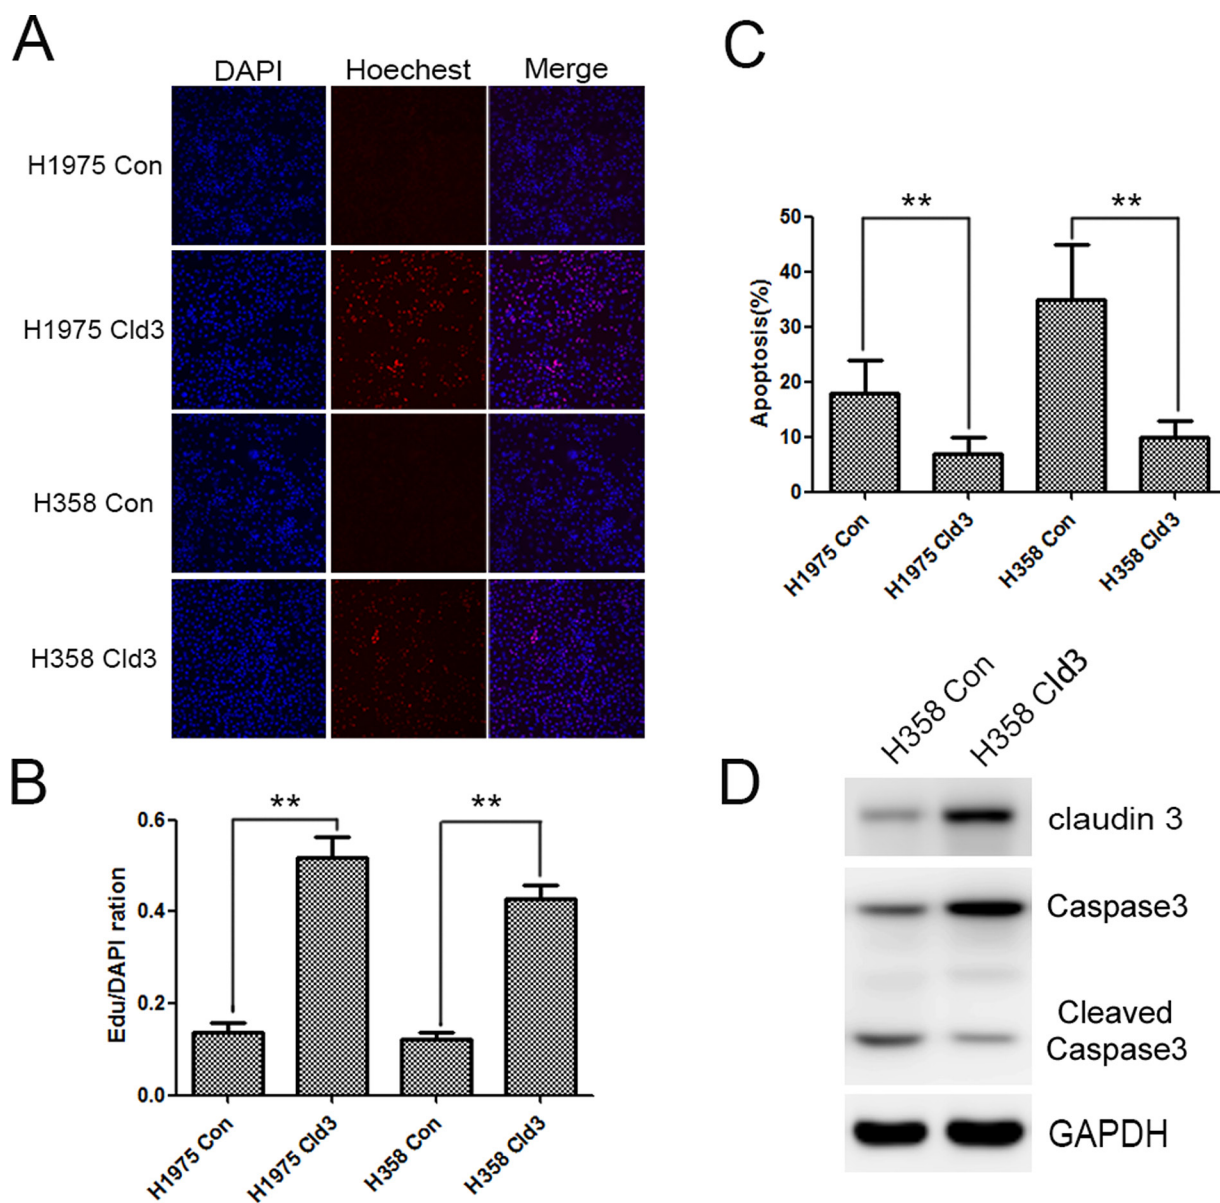 A
DAPI
Hoechest
Merge
H1975 Con
H1975 Cld3
H358 Con
H358 Cld3
B
**
**
0.6
0.4
0.2
0.0
Edu/DAPI ration
H1975 Con
H1975 Cld3
H358 Con
H358 Cld3
C
**
**
50
40
30
20
10
0
Apoptosis(%)
H1975 Con
H1975 Cld3
H358 Con
H358 Cld3
D
H358 Con
H358 Cld3
claudin 3
Caspase3
Cleaved
Caspase3
GAPDH